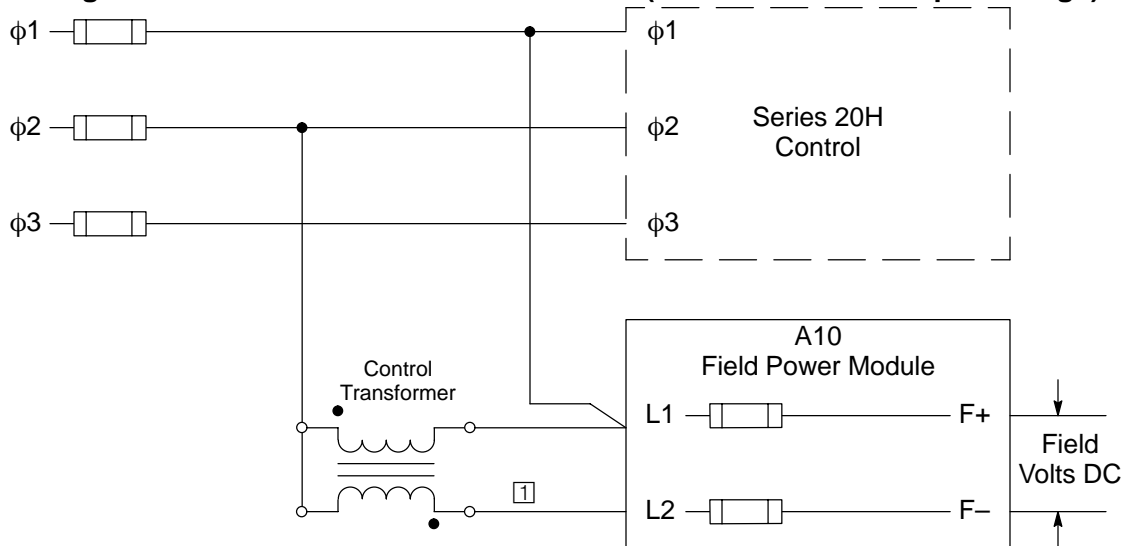 ϕ1
ϕ1
ϕ2
ϕ2
Series 20H
Control
ϕ3
ϕ3
A10
Field Power Module
Control
Transformer
L1
F+
Field
Volts DC
1
L2
F–